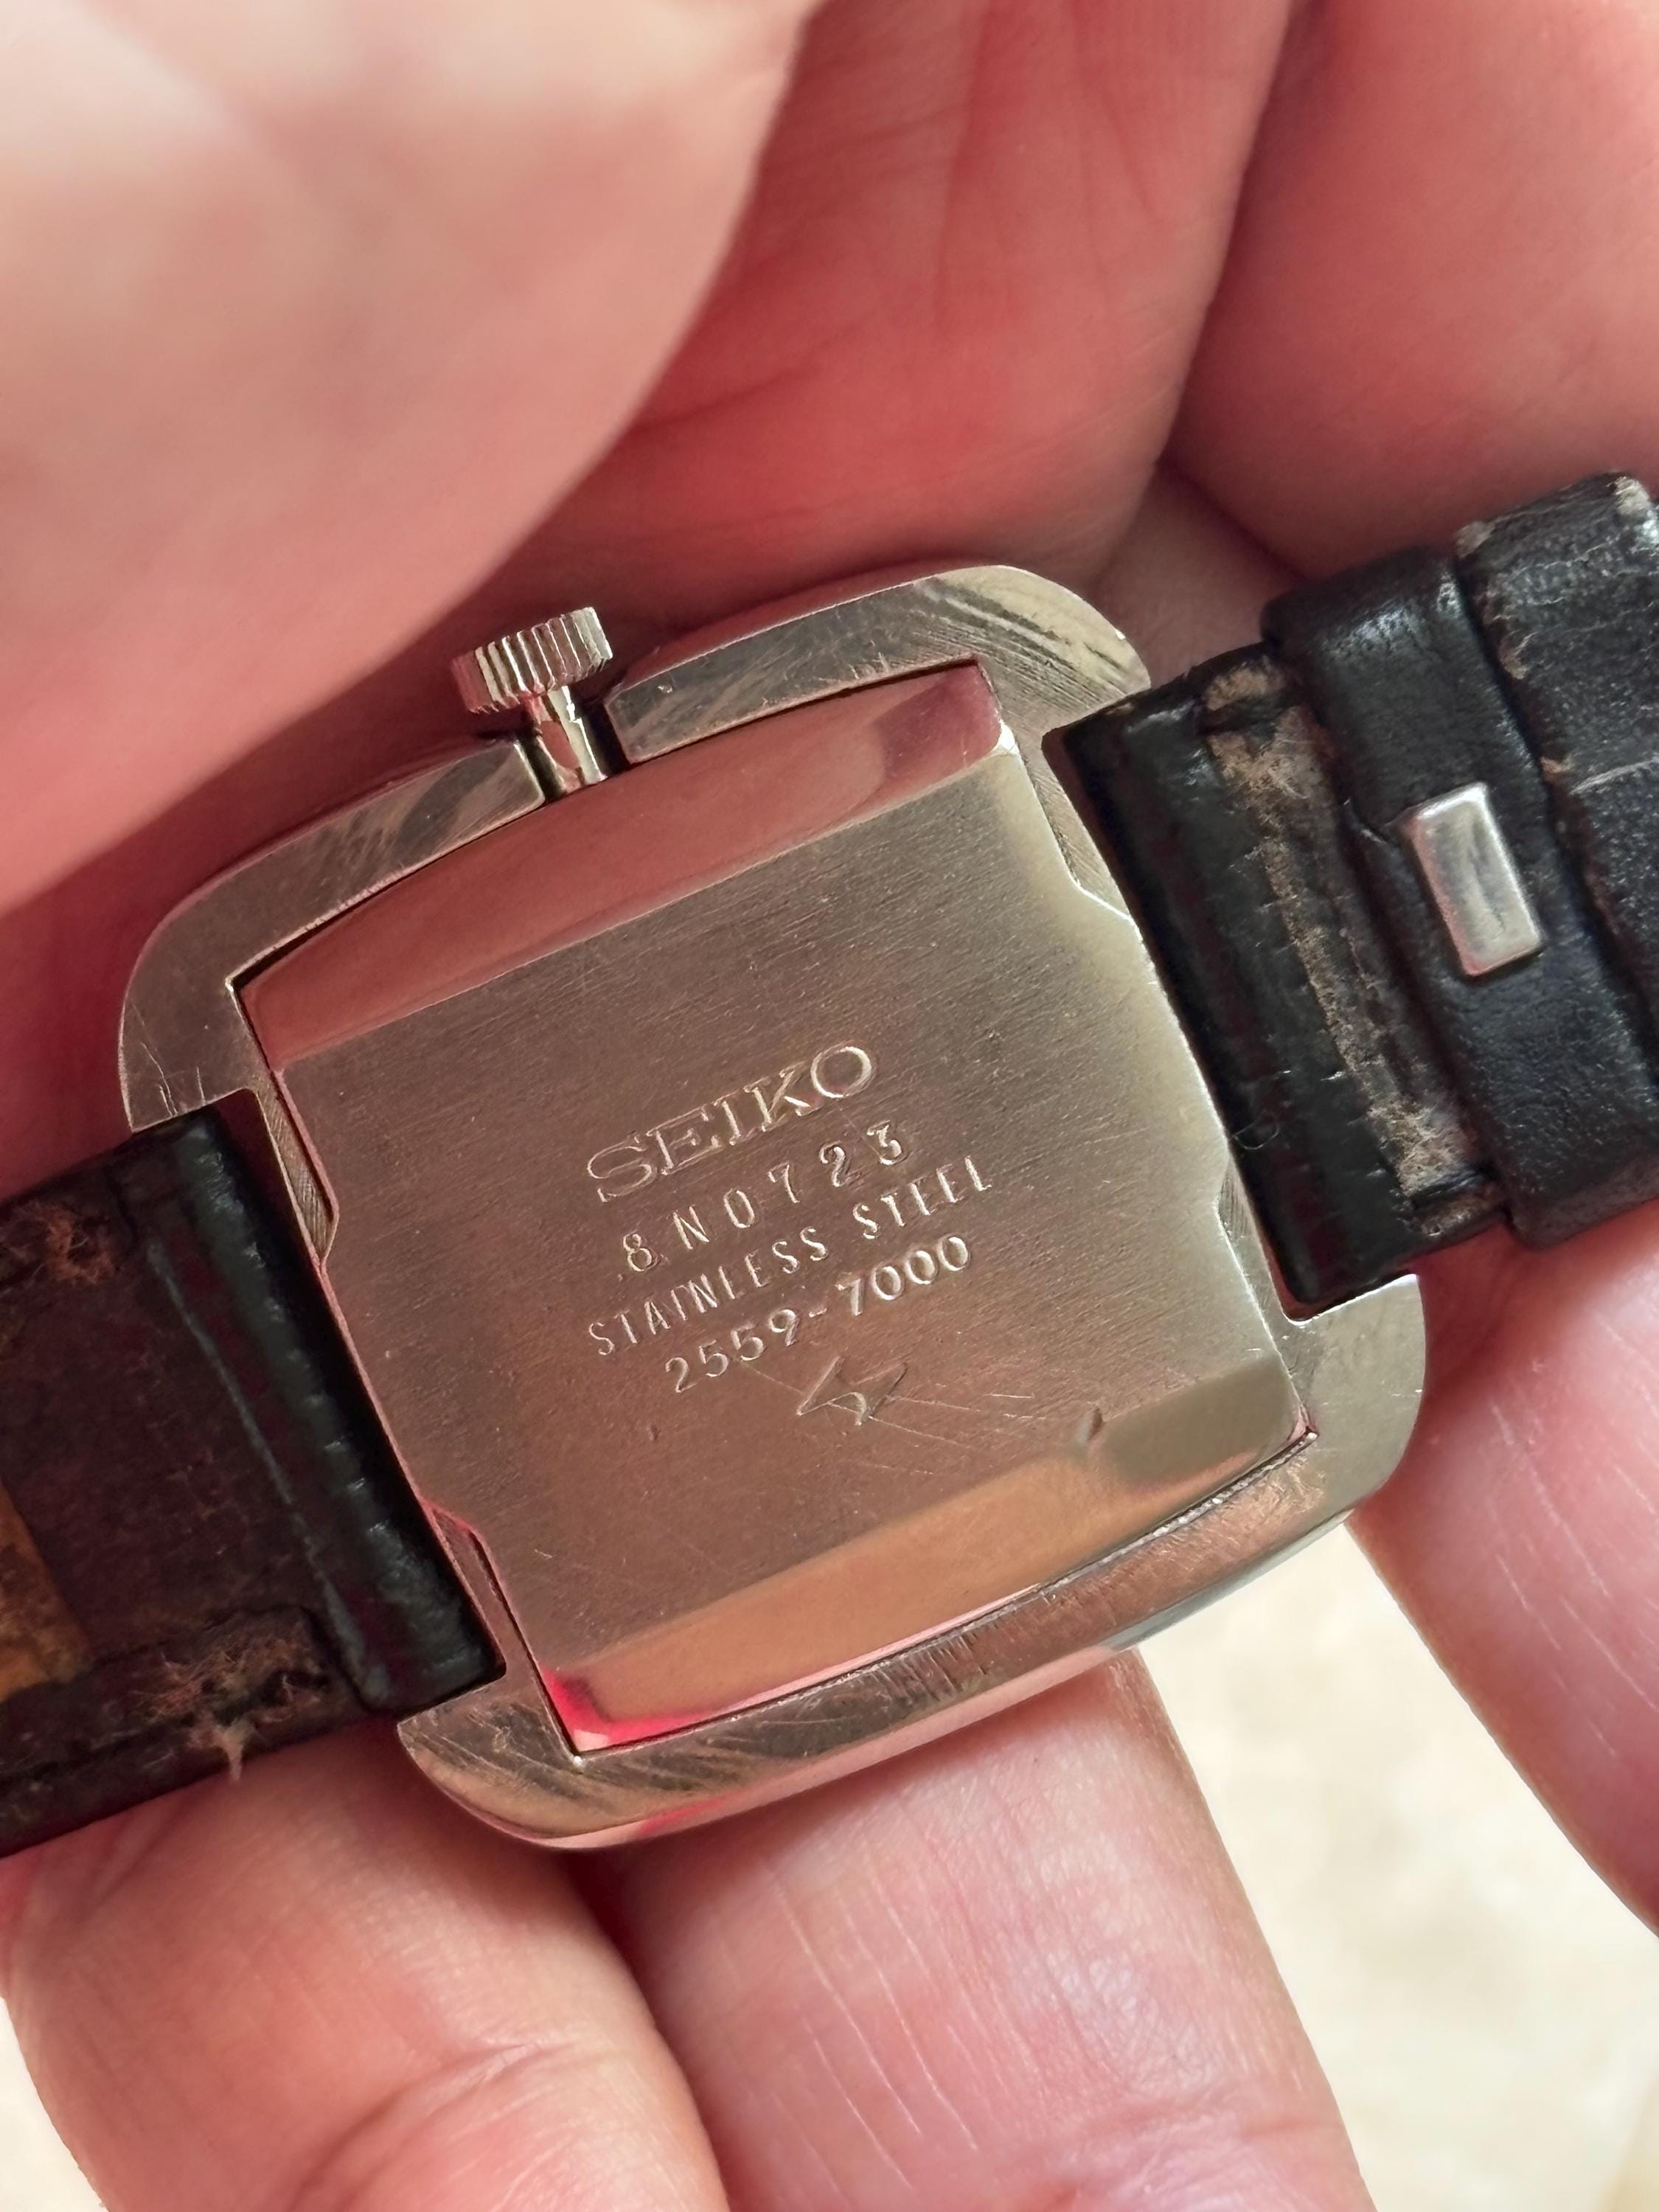 SEIKO
8N0723
STAINLESS STEEL
2559-7000